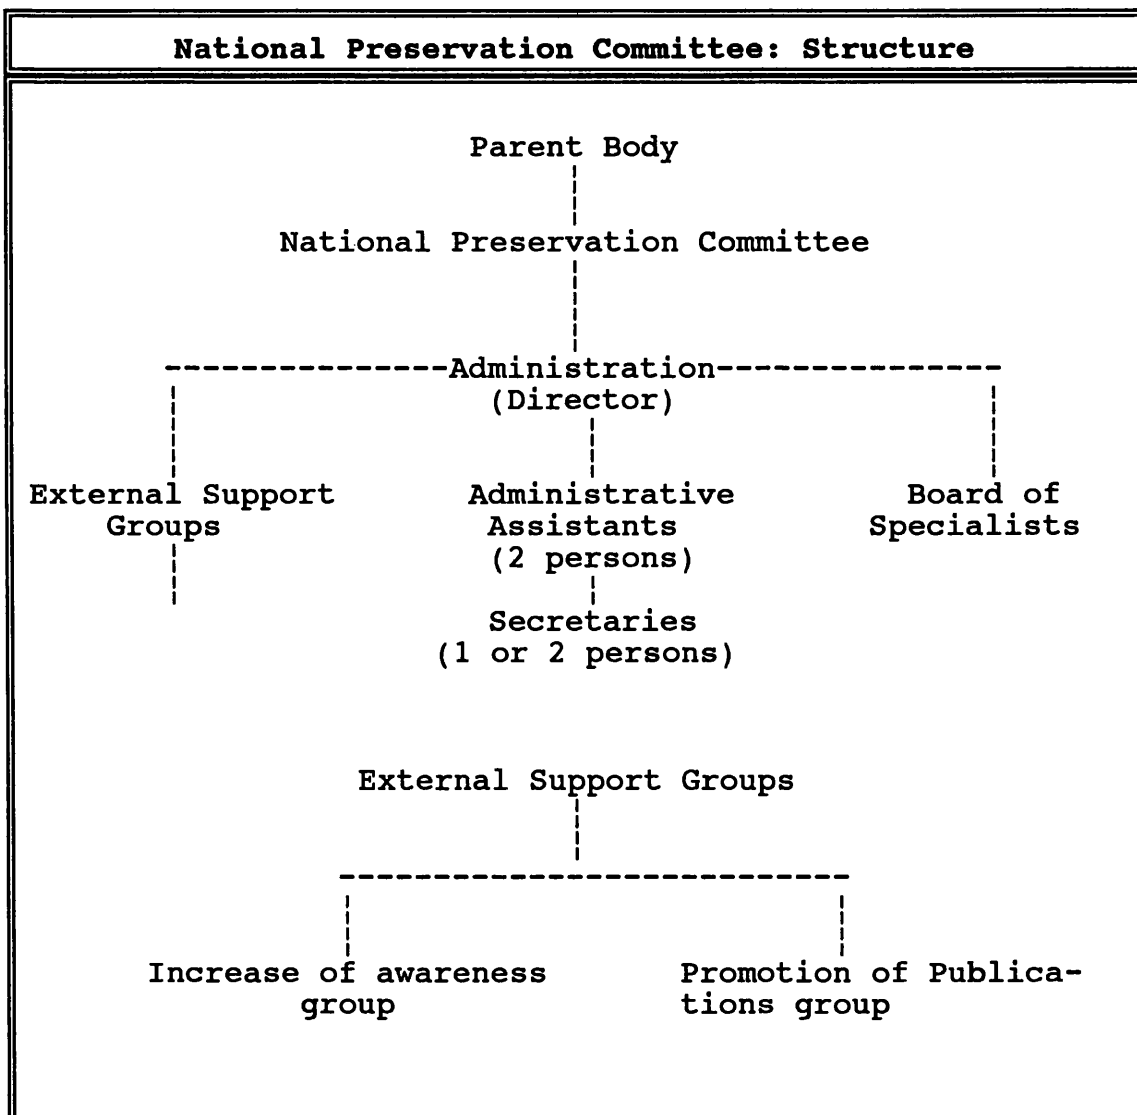 National Preservation Committee: Structure
Parent Body
National Preservation Committee
Administration
(Director)
External Support
Groups
Administrative
Assistants
(2 persons)
Board of
Specialists
Secretaries
(1 or 2 persons)
External Support Groups
Increase of awareness
group
Promotion of Publica-
tions group